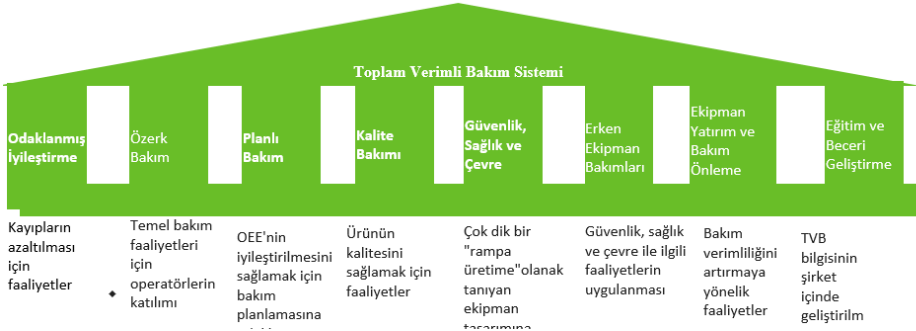 Toplam Verimli Bakım Sistemi
Odaklanmış
İyileştirme
Özerk
Bakım
Planlı
Bakım
Kalite
Bakımı
Güvenlik,
Sağlık ve
Çevre
Erken
Ekipman
Bakımları
Ekipman
Yatırım ve
Bakım
Önleme
Eğitim ve
Beceri
Geliştirme
Kayıpların
azaltılması
için
faaliyetler
Temel bakım
faaliyetleri
için
operatörlerin
katılımı
OEE'nin
iyileştirilmesini
sağlamak için
bakım
planlamasına
Ürünün
kalitesini
sağlamak için
faaliyetler
Çok dik bir
"rampa
üretime"olanak
tanıyan
ekipman
tasarımına
Güvenlik, sağlık
ve çevre ile ilgili
faaliyetlerin
uygulanması
Bakım
verimliliğini
artırmaya
yönelik
faaliyetler
TVB
bilgisinin
şirket
içinde
geliştirilm